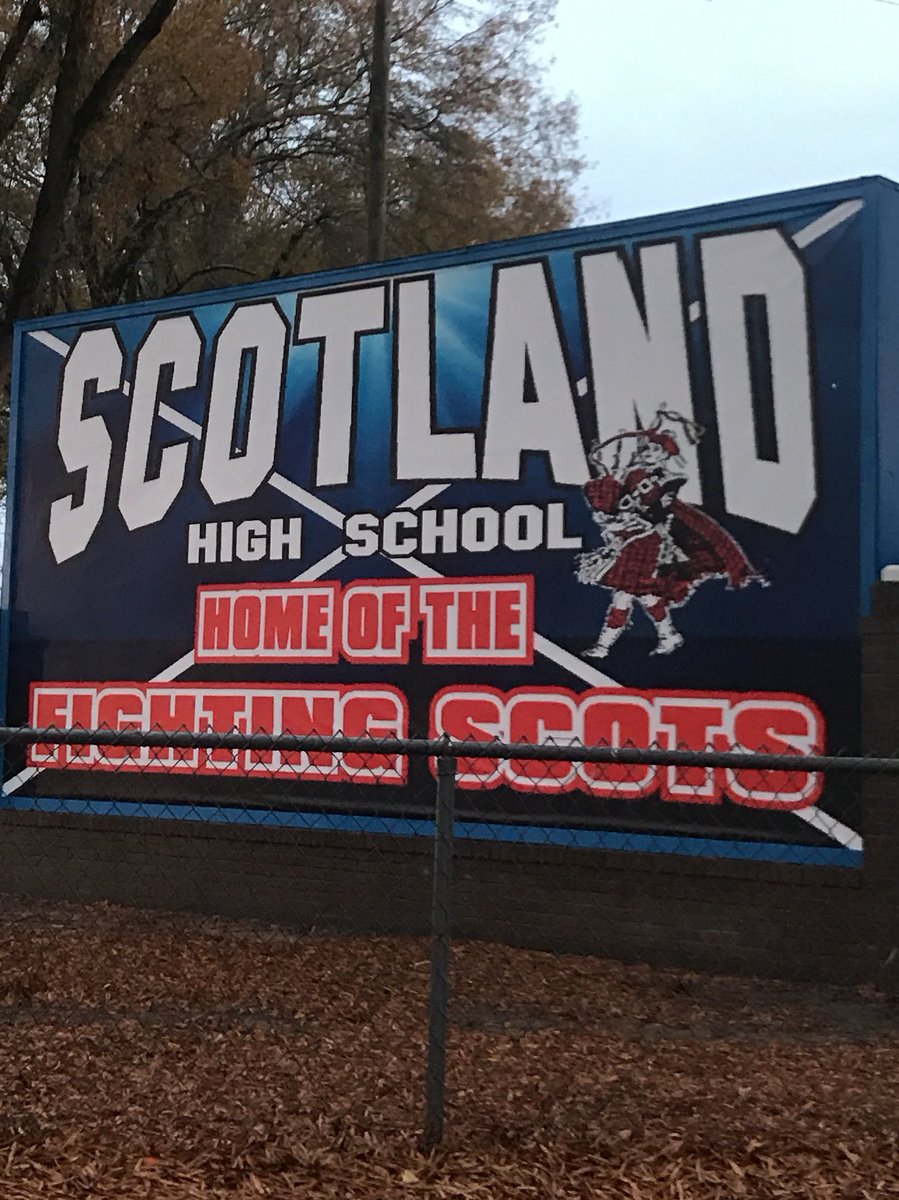 SCOTLAND
HIGH SCHOOL
HOME OF THE
FIGHTING SCOTS